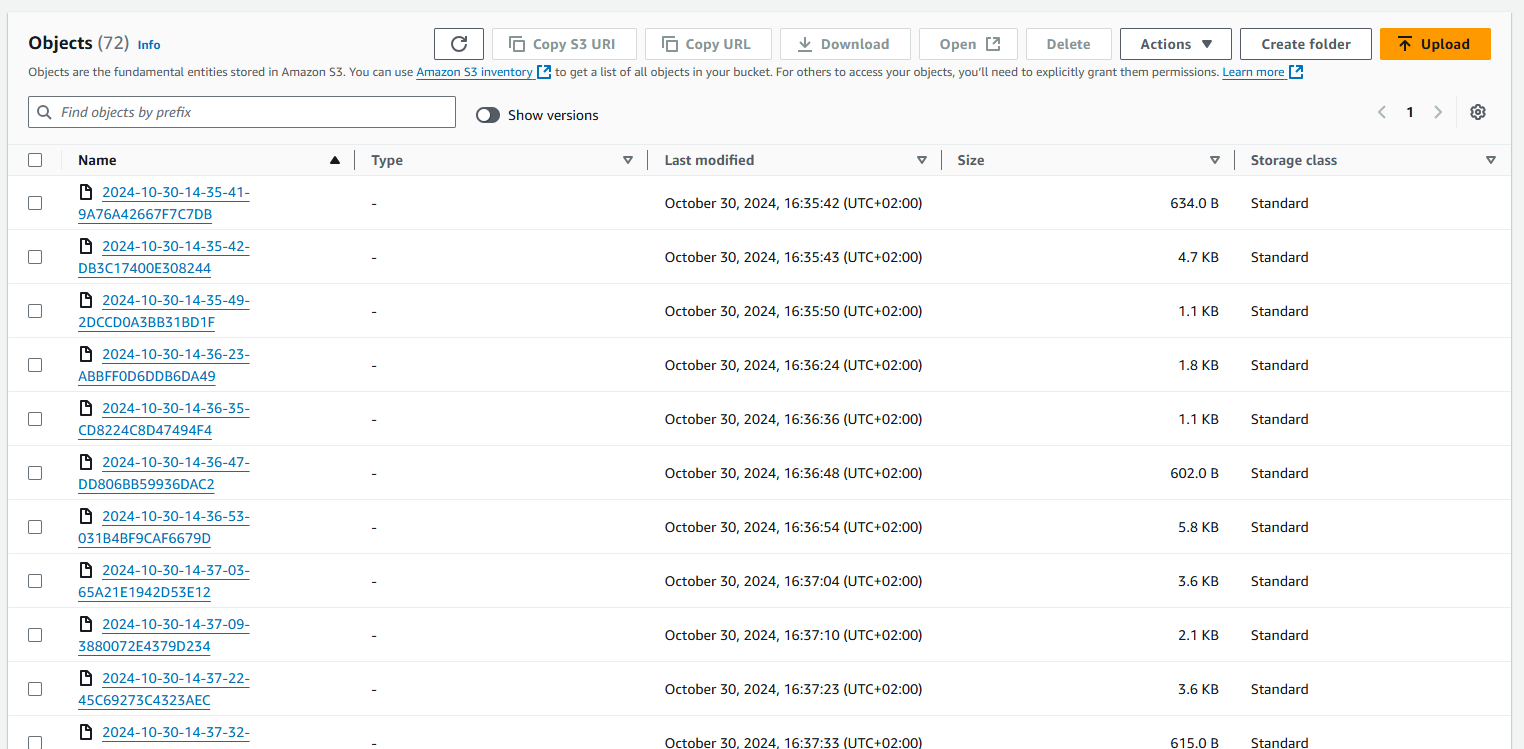 Objects (72) Info
Copy S3 URI Copy URL Download Open Delete Actions Create folder Upload
Objects are the fundamental entities stored in Amazon S3. You can use Amazon S3 inventory to get a list of all objects in your bucket. For others to access your objects, you'll need to explicitly grant them permissions. Learn more
Find objects by prefix Show versions 1
Name Type Last modified Size Storage class
2024-10-30-14-35-41-
9A76A42667F7C7DB - October 30, 2024, 16:35:42 (UTC+02:00) 634.0 B Standard
2024-10-30-14-35-42-
DB3C17400E308244 - October 30, 2024, 16:35:43 (UTC+02:00) 4.7 KB Standard
2024-10-30-14-35-49-
2DCCD0A3BB31BD1F - October 30, 2024, 16:35:50 (UTC+02:00) 1.1 KB Standard
2024-10-30-14-36-23-
ABBFF0D6DDB6DA49 - October 30, 2024, 16:36:24 (UTC+02:00) 1.8 KB Standard
2024-10-30-14-36-35-
CD8224C8D47494F4 - October 30, 2024, 16:36:36 (UTC+02:00) 1.1 KB Standard
2024-10-30-14-36-47-
DD806BB59936DAC2 - October 30, 2024, 16:36:48 (UTC+02:00) 602.0 B Standard
2024-10-30-14-36-53-
031B4BF9CAF6679D - October 30, 2024, 16:36:54 (UTC+02:00) 5.8 KB Standard
2024-10-30-14-37-03-
65A21E1942D53E12 - October 30, 2024, 16:37:04 (UTC+02:00) 3.6 KB Standard
2024-10-30-14-37-09-
3880072E4379D234 - October 30, 2024, 16:37:10 (UTC+02:00) 2.1 KB Standard
2024-10-30-14-37-22-
45C69273C4323AEC - October 30, 2024, 16:37:23 (UTC+02:00) 3.6 KB Standard
2024-10-30-14-37-32-
- October 30, 2024, 16:37:33 (UTC+02:00) 615.0 B Standard